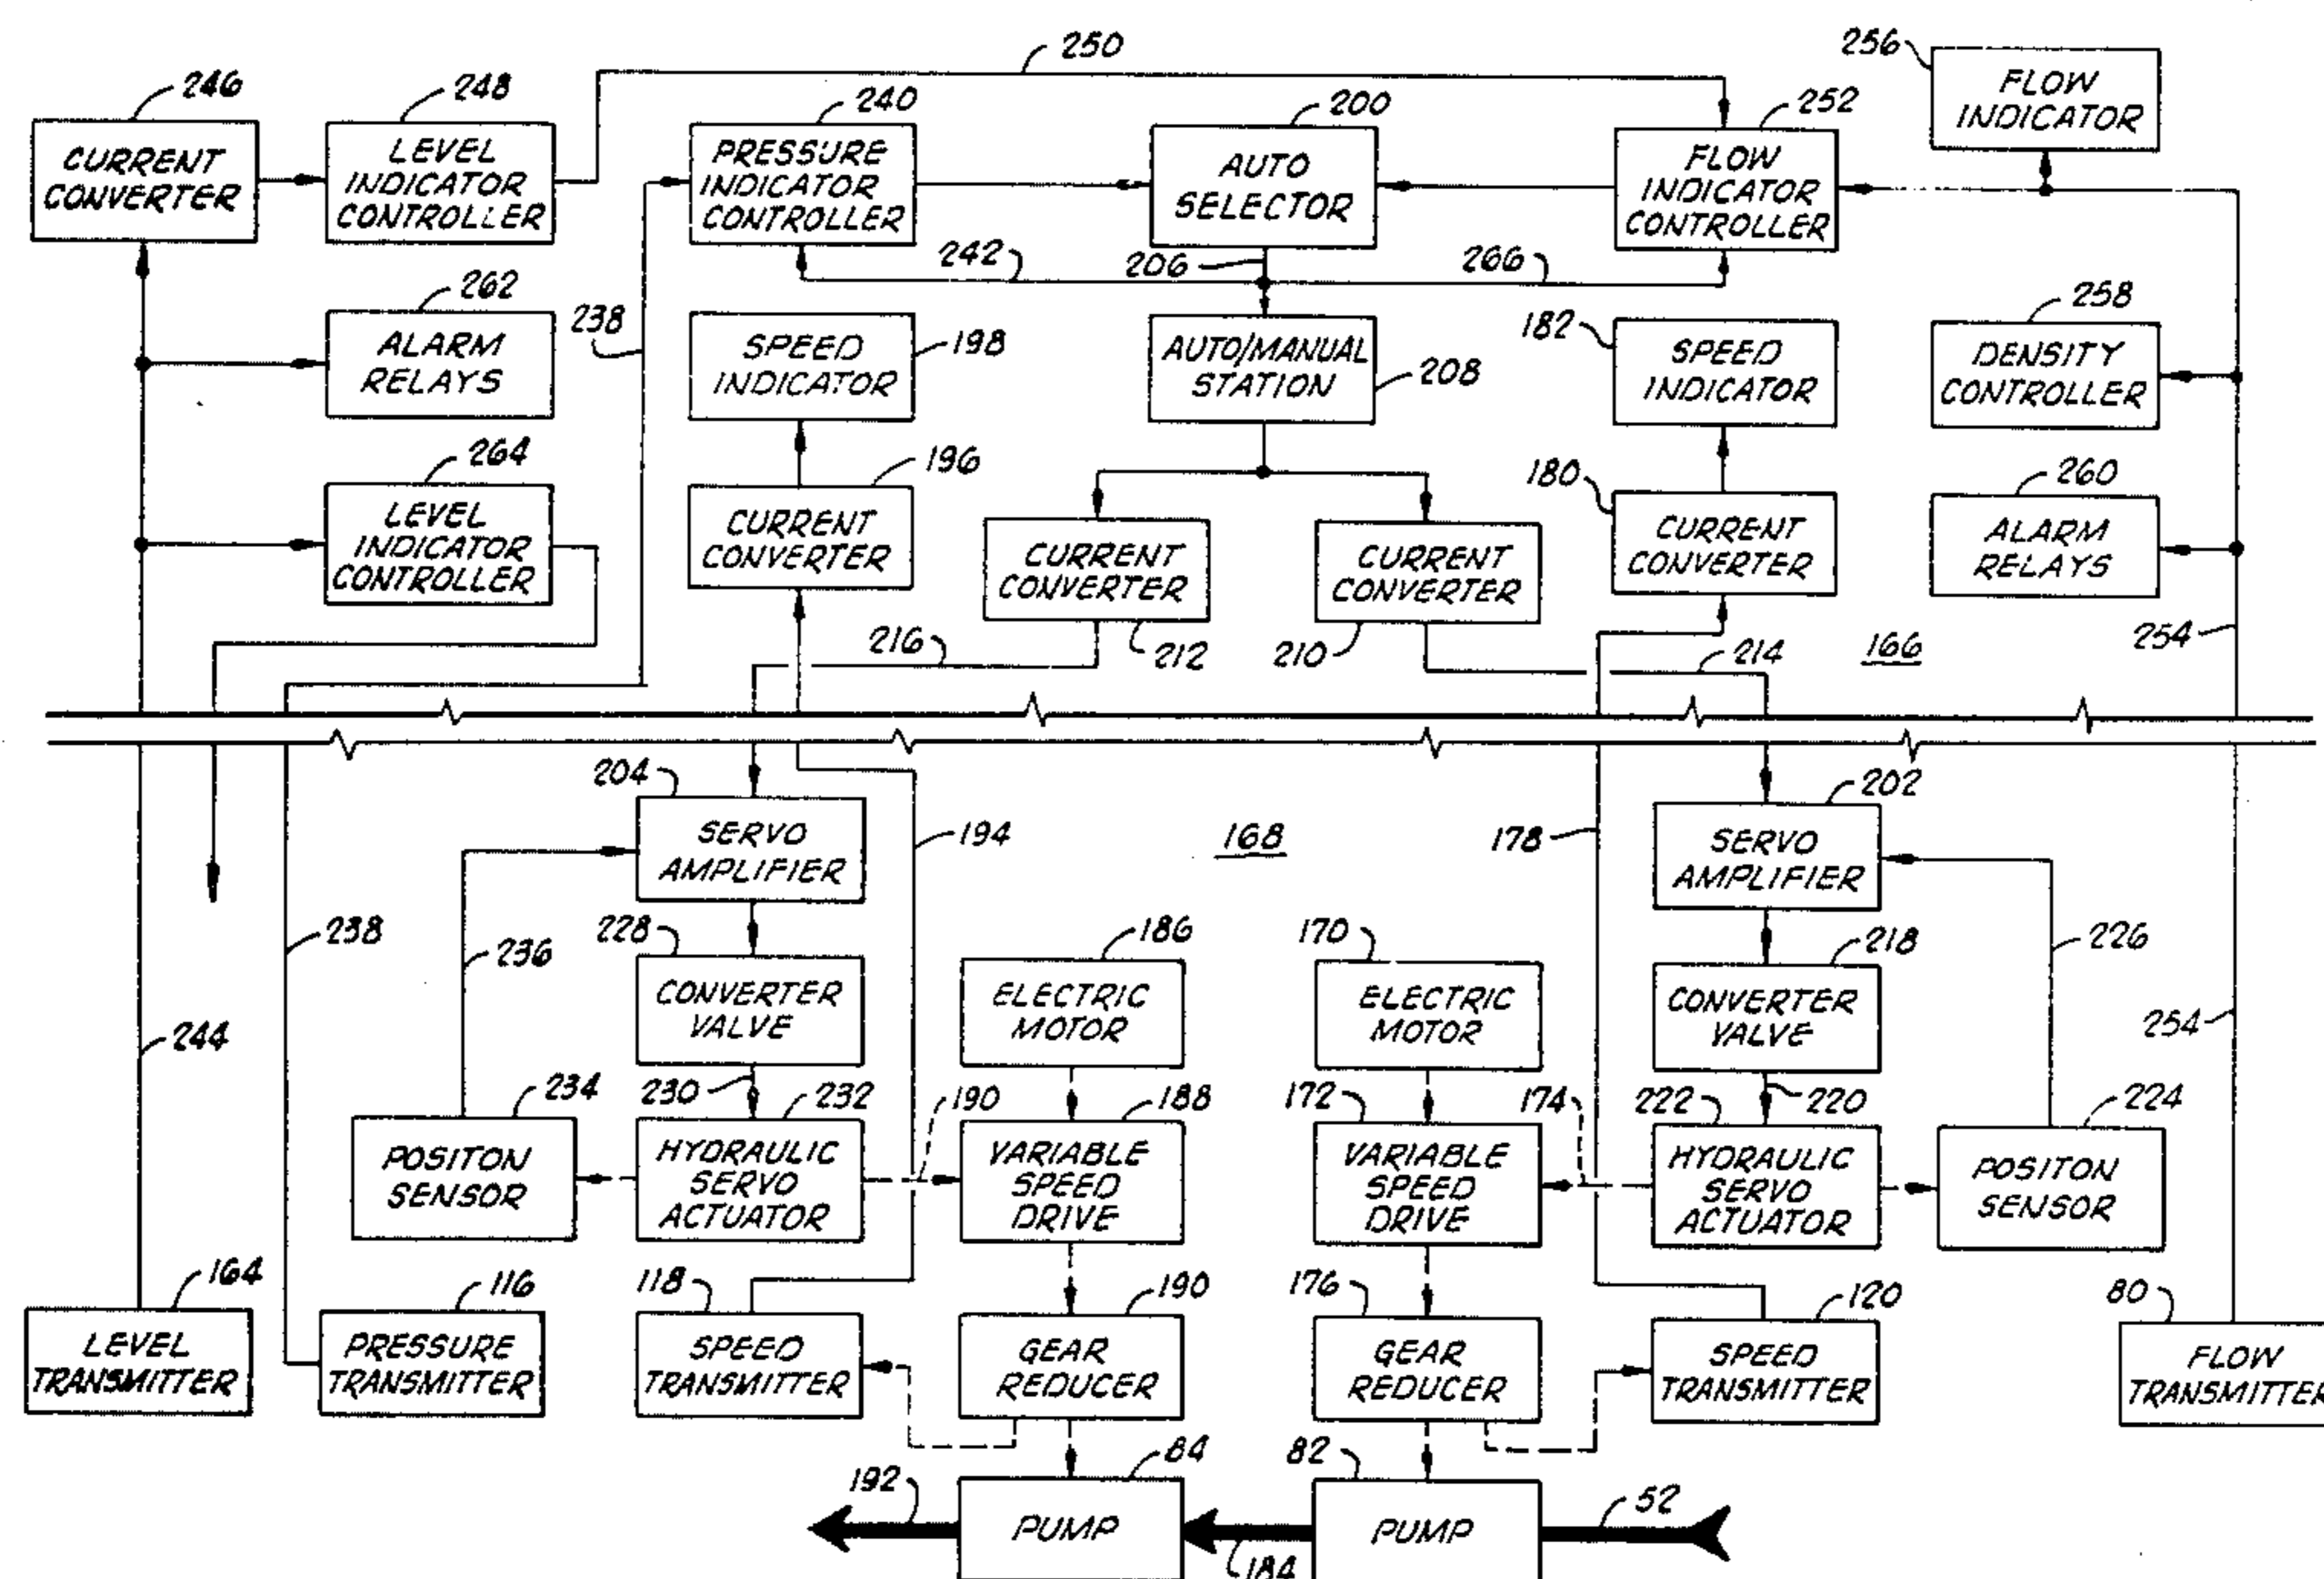 250
256
FLOW
INDICATOR
246
248
240
200
252
CURRENT
CONVERTER
LEVEL
INDICATOR
CONTROLLER
PRESSURE
INDICATOR
CONTROLLER
AUTO
SELECTOR
FLOW
INDICATOR
CONTROLLER
242
206
266
262
238
198
182
258
ALARM
RELAYS
SPEED
INDICATOR
AUTO/MANUAL
STATION
208
SPEED
INDICATOR
DENSITY
CONTROLLER
264
196
180
260
LEVEL
INDICATOR
CONTROLLER
CURRENT
CONVERTER
CURRENT
CONVERTER
CURRENT
CONVERTER
CURRENT
CONVERTER
ALARM
RELAYS
216
212
210
214
166
254
204
202
SERVO
AMPLIFIER
194
168
178
SERVO
AMPLIFIER
238
236
228
186
170
218
226
CONVERTER
VALVE
ELECTRIC
MOTOR
ELECTRIC
MOTOR
CONVERTER
VALVE
244
254
234
230
232
190
188
172
174
222
220
224
POSITON
SENSOR
HYDRAULIC
SERVO
ACTUATOR
VARIABLE
SPEED
DRIVE
VARIABLE
SPEED
DRIVE
HYDRAULIC
SERVO
ACTUATOR
POSITON
SENSOR
164
116
118
190
176
120
80
LEVEL
TRANSMITTER
PRESSURE
TRANSMITTER
SPEED
TRANSMITTER
GEAR
REDUCER
GEAR
REDUCER
SPEED
TRANSMITTER
FLOW
TRANSMITTER
192
84
82
52
PUMP
PUMP
184